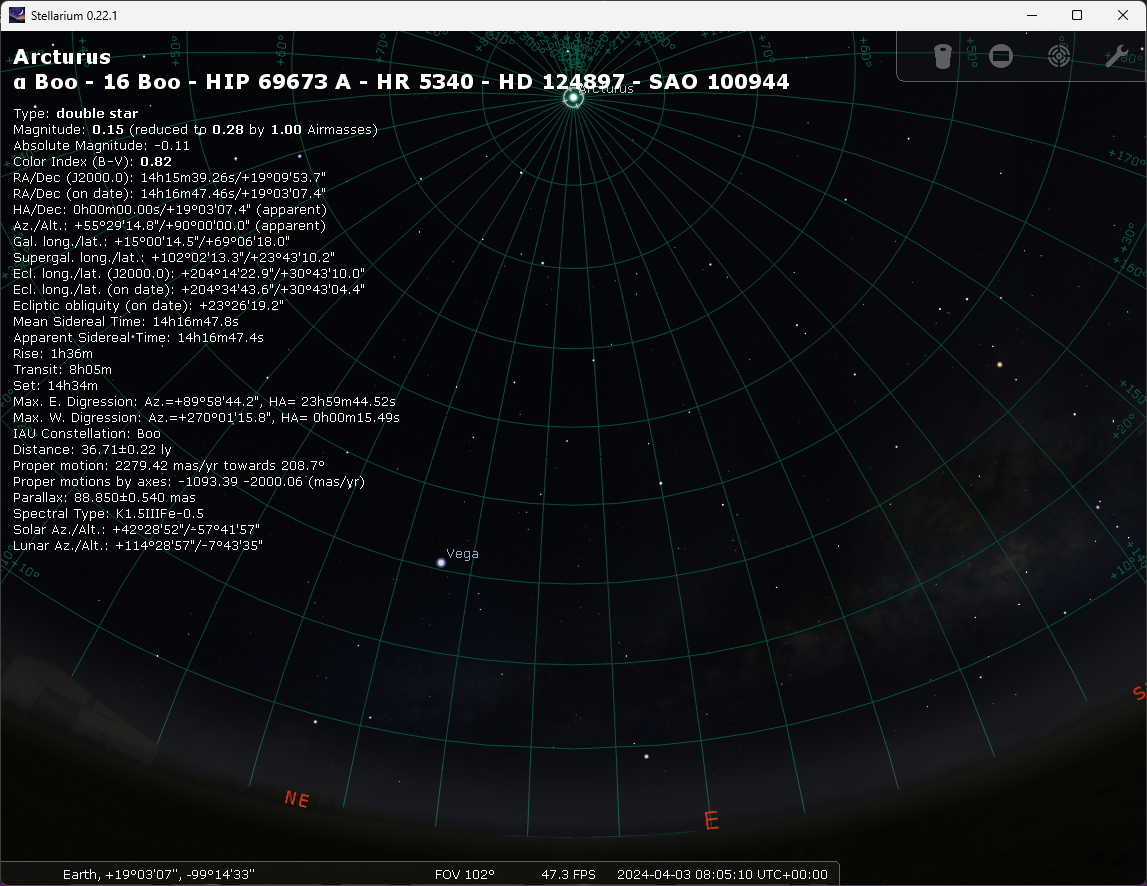 Stellarium 0.22.1
Arcturus
α Boo - 16 Boo - HIP 69673 A - HR 5340 - HD 124897 - SAO 100944
Arcturus
Type: double star
Magnitude: 0.15 (reduced to 0.28 by 1.00 Airmasses)
Absolute Magnitude: -0.11
Color Index (B-V): 0.82
RA/Dec (J2000.0): 14h15m39.26s/+19°09'53.7"
RA/Dec (on date): 14h16m47.46s/+19°03'07.4"
HA/Dec: 0h00m00.00s/+19°03'07.4" (apparent)
Az./Alt.: +55°29'14.8"/+90°00'00.0" (apparent)
Gal. long./lat.: +15°00'14.5"/+69°06'18.0"
Supergal. long./lat.: +102°02'13.3"/+23°43'10.2"
Ecl. long./lat. (J2000.0): +204°14'22.9"/+30°43'10.0"
Ecl. long./lat. (on date): +204°34'43.6"/+30°43'04.4"
Ecliptic obliquity (on date): +23°26'19.2"
Mean Sidereal Time: 14h16m47.8s
Apparent Sidereal Time: 14h16m47.4s
Rise: 1h36m
Transit: 8h05m
Set: 14h34m
Max. E. Digression: Az.=+89°58'44.2", HA= 23h59m44.52s
Max. W. Digression: Az.=+270°01'15.8", HA= 0h00m15.49s
IAU Constellation: Boo
Distance: 36.71±0.22 ly
Proper motion: 2279.42 mas/yr towards 208.7°
Proper motions by axes: -1093.39 -2000.06 (mas/yr)
Parallax: 88.850±0.540 mas
Spectral Type: K1.5IIIFe-0.5
Solar Az./Alt.: +42°28'52"/-57°41'57"
Lunar Az./Alt.: +114°28'57"/-7°43'35"
+50°
+60°
+70°
+70°
+60°
+50°
+170°
+30°
+160°
+150°
+20°
+10°
+10°
Vega
NE
E
S
Earth, +19°03'07", -99°14'33"
FOV 102°
47.3 FPS
2024-04-03 08:05:10 UTC+00:00